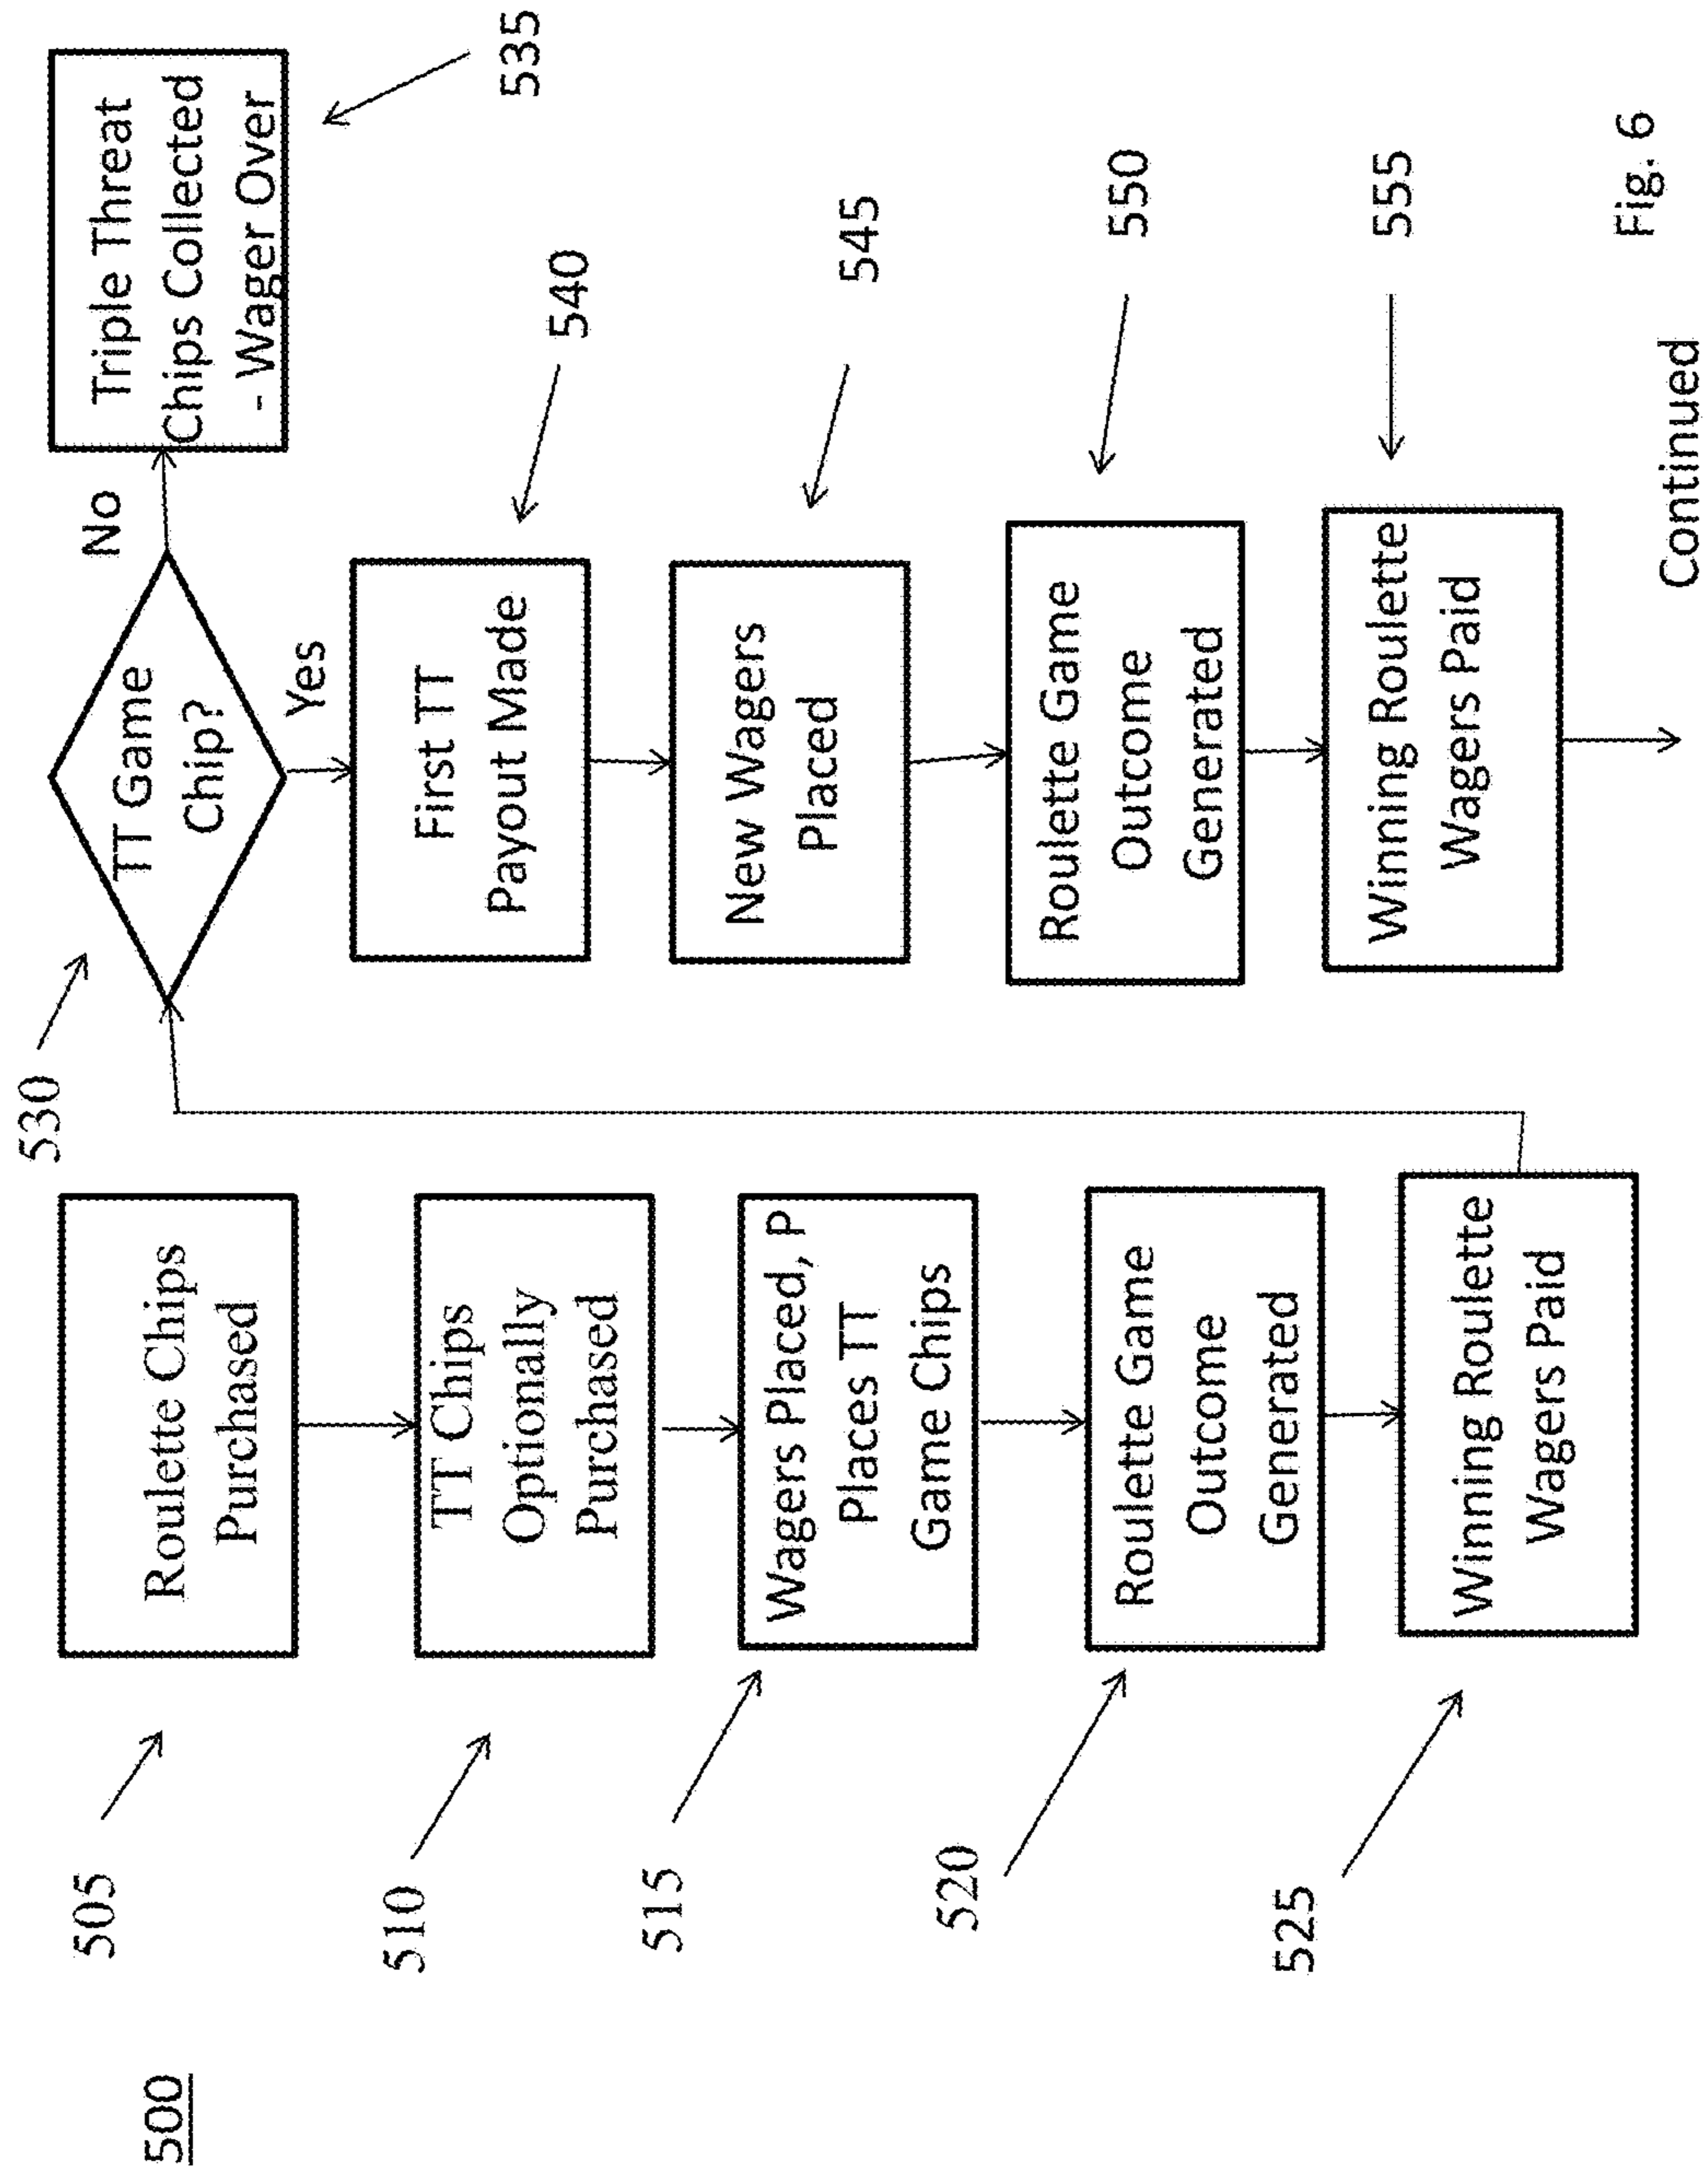 500
505
Roulette Chips
Purchased
510
TT Chips
Optionally
Purchased
515
Wagers Placed, P
Places TT
Game Chips
520
Roulette Game
Outcome
Generated
525
Winning Roulette
Wagers Paid
530
TT Game
Chip?
No
Triple Threat
Chips Collected
- Wager Over
535
Yes
First TT
Payout Made
540
New Wagers
Placed
545
Roulette Game
Outcome
Generated
550
Winning Roulette
Wagers Paid
555
Fig. 6
Continued